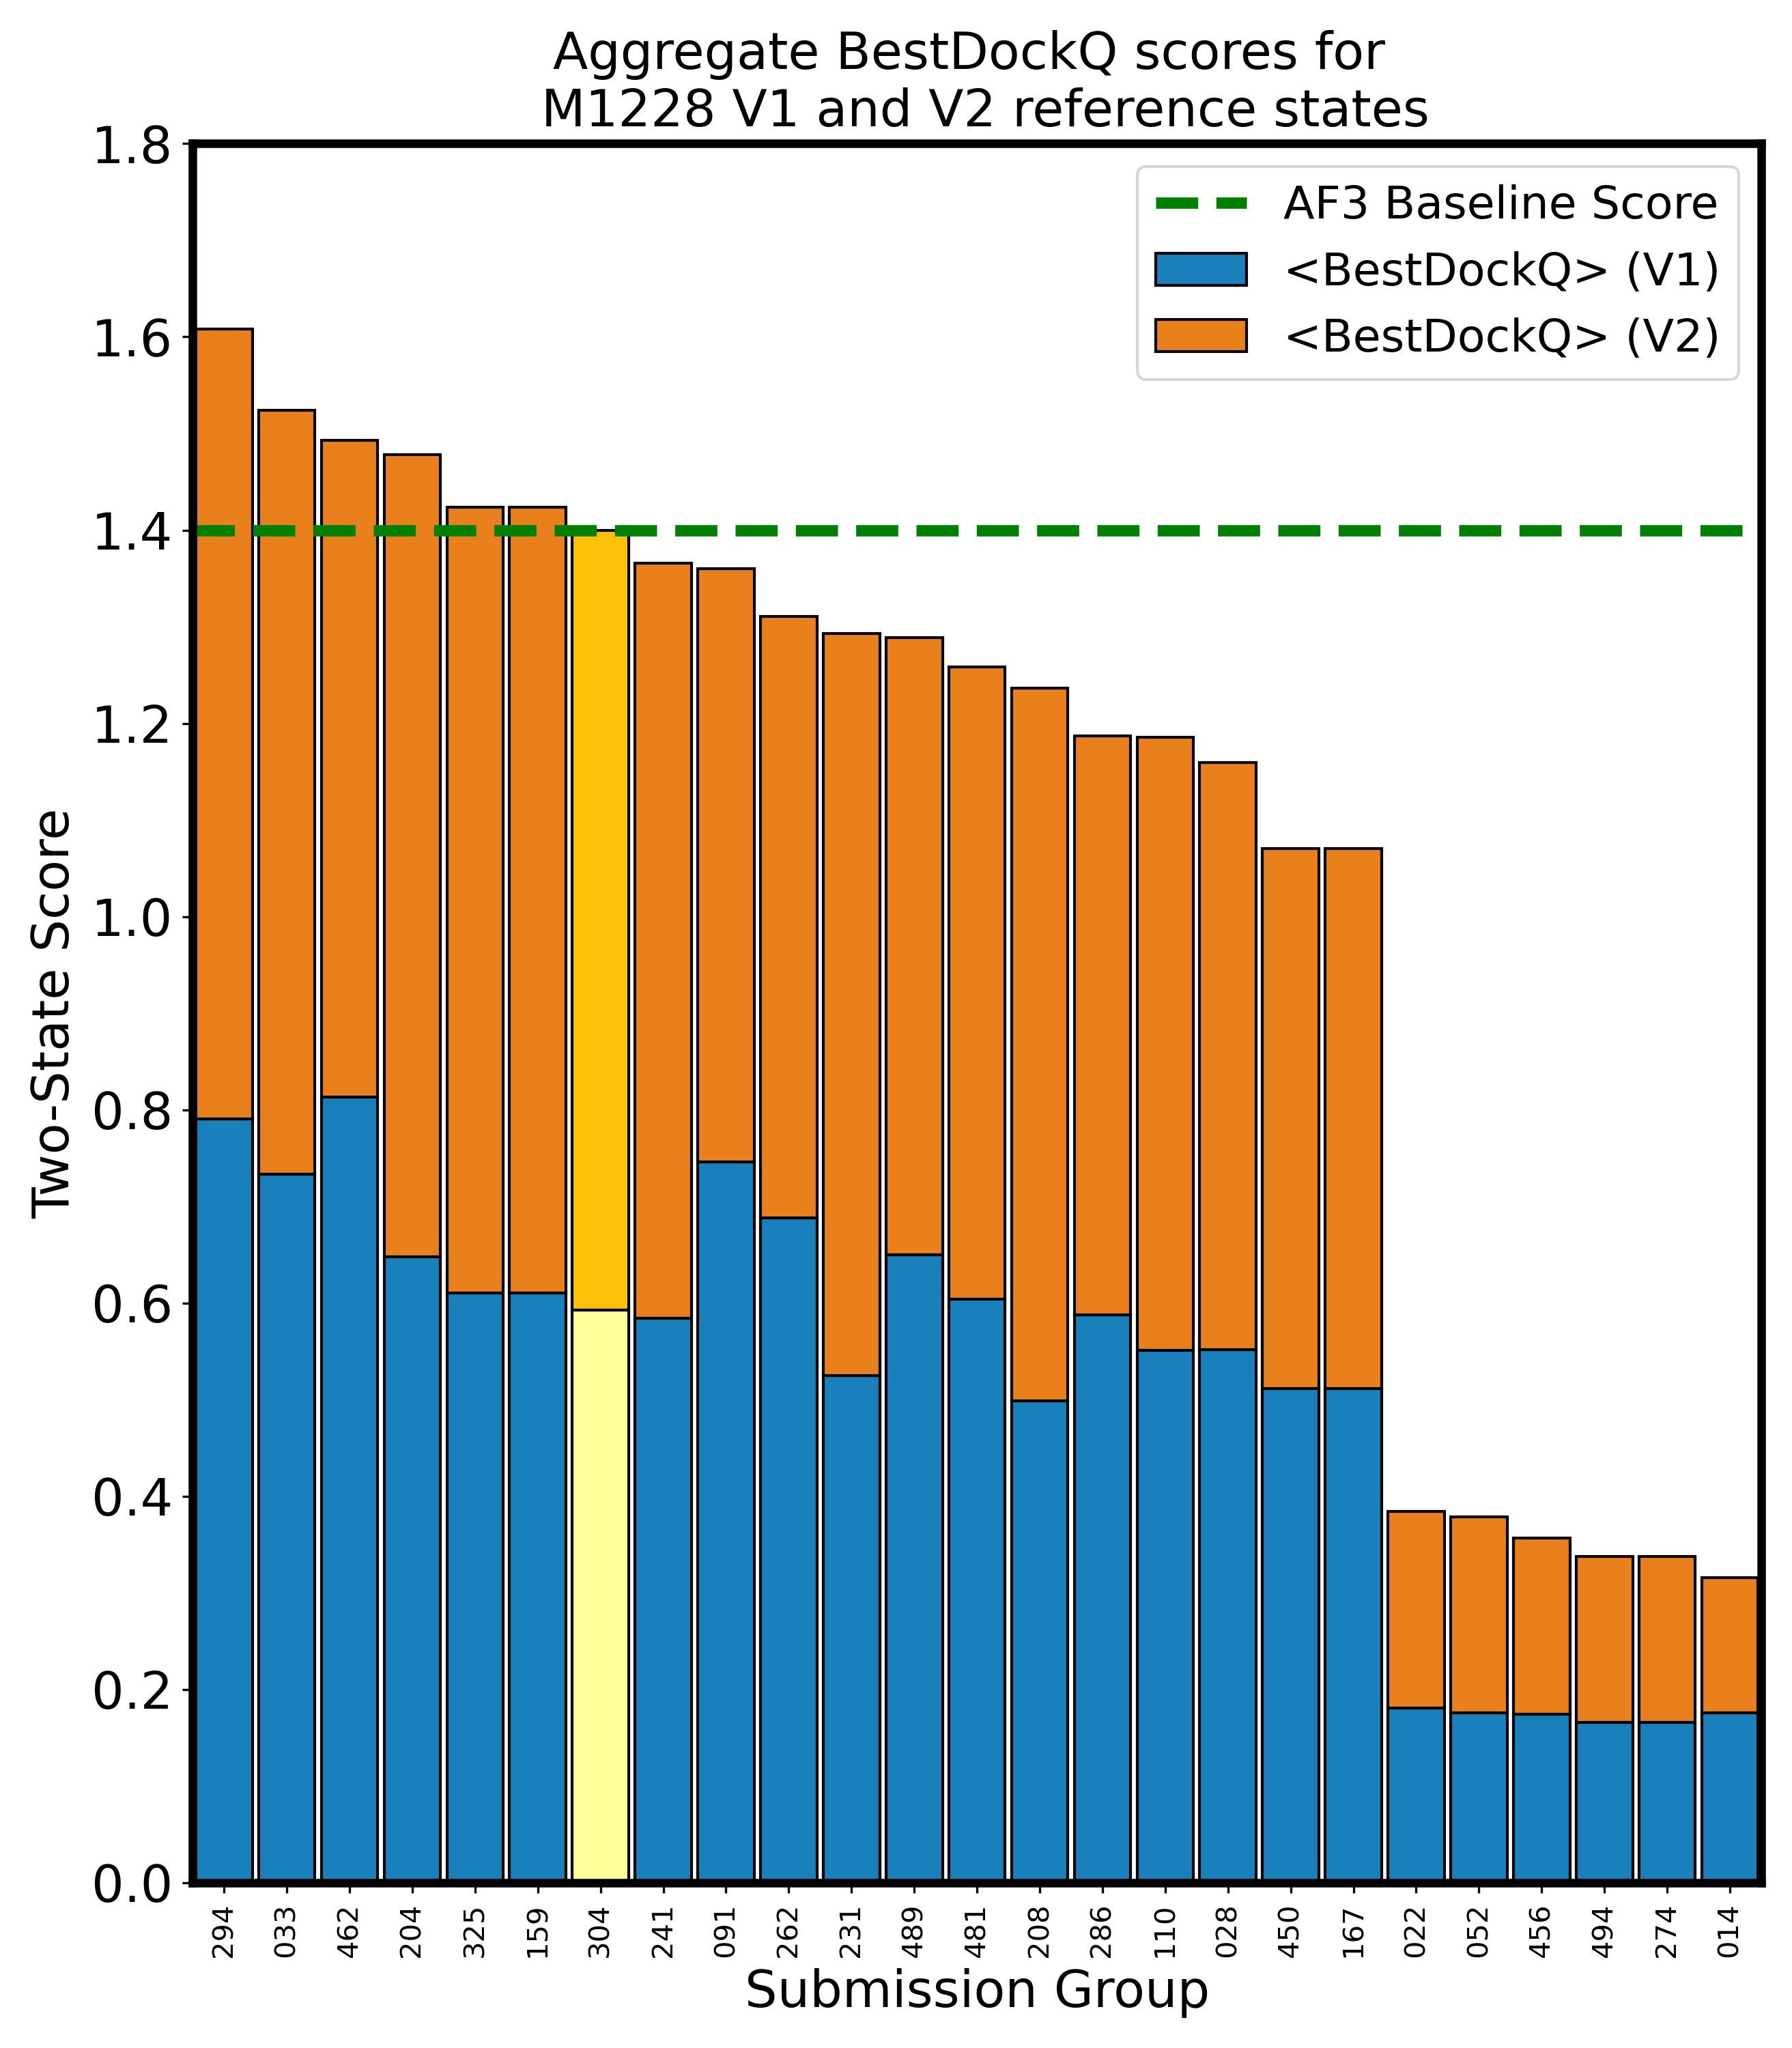 Aggregate BestDockQ scores for
M1228 V1 and V2 reference states
AF3 Baseline Score
<BestDockQ> (V1)
<BestDockQ> (V2)
Two-State Score
1.8
1.6
1.4
1.2
1.0
0.8
0.6
0.4
0.2
0.0
294 033 462 204 325 159 304 241 091 262 231 489 481 208 286 110 028 450 167 022 052 456 494 274 014
Submission Group